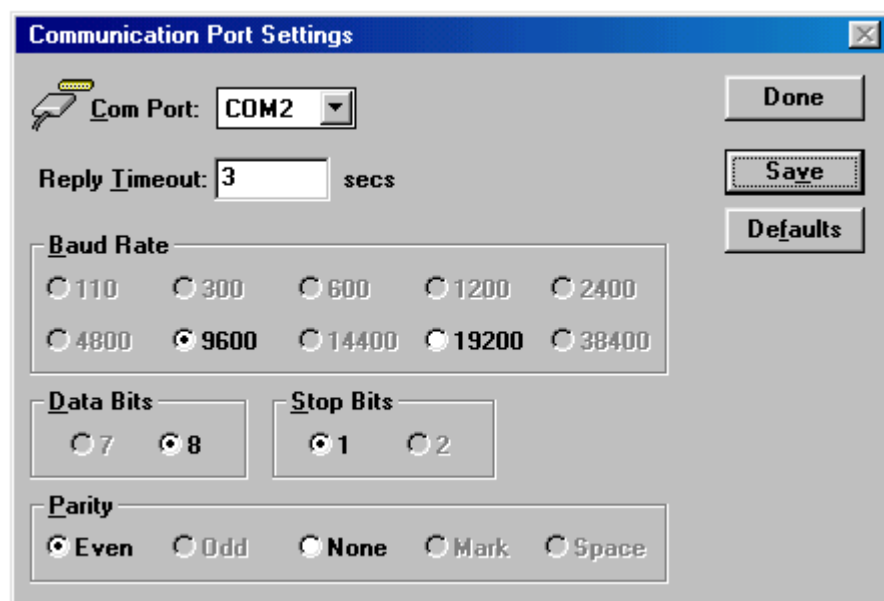 Communication Port Settings
Com Port: COM2
Done
Reply Timeout: 3 secs
Save
Defaults
Baud Rate
110 300 600 1200 2400
4800 9600 14400 19200 38400
Data Bits
7 8
Stop Bits
1 2
Parity
Even Odd None Mark Space